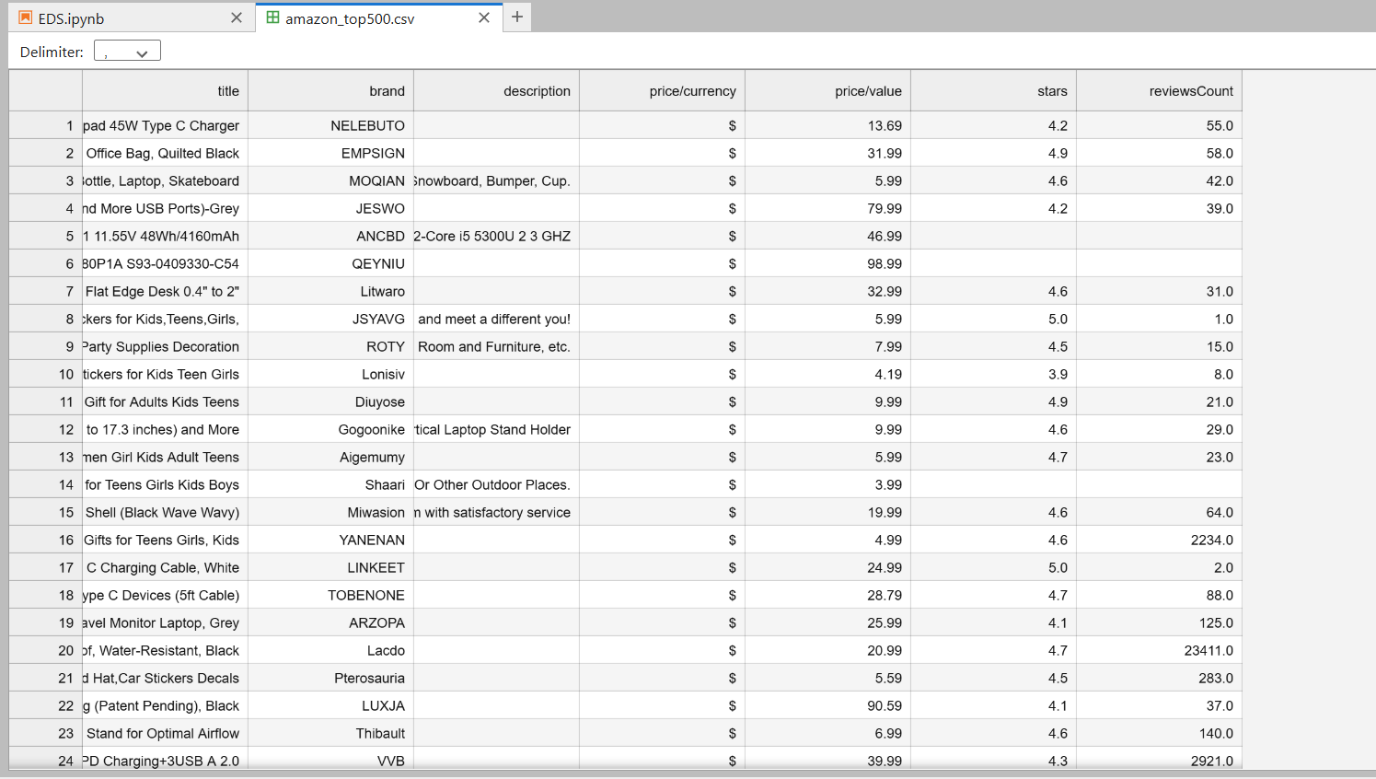 EDS.ipynb amazon_top500.csv
Delimiter: ,
title brand description price/currency price/value stars reviewsCount
1 pad 45W Type C Charger NELEBUTO $ 13.69 4.2 55.0
2 Office Bag, Quilted Black EMPSIGN $ 31.99 4.9 58.0
3 ottle, Laptop, Skateboard MOQIAN Snowboard, Bumper, Cup. $ 5.99 4.6 42.0
4 nd More USB Ports)-Grey JESWO $ 79.99 4.2 39.0
5 1 11.55V 48Wh/4160mAh ANCBD 2-Core i5 5300U 2 3 GHZ $ 46.99
6 80P1A S93-0409330-C54 QEYNIU $ 98.99
7 Flat Edge Desk 0.4" to 2" Litwaro $ 32.99 4.6 31.0
8 kers for Kids,Teens,Girls, JSYAVG and meet a different you! $ 5.99 5.0 1.0
9 Party Supplies Decoration ROTY Room and Furniture, etc. $ 7.99 4.5 15.0
10 tickers for Kids Teen Girls Lonisiv $ 4.19 3.9 8.0
11 Gift for Adults Kids Teens Diuyose $ 9.99 4.9 21.0
12 to 17.3 inches) and More Gogoonike rtical Laptop Stand Holder $ 9.99 4.6 29.0
13 men Girl Kids Adult Teens Aigemumy $ 5.99 4.7 23.0
14 for Teens Girls Kids Boys Shaari Or Other Outdoor Places. $ 3.99
15 Shell (Black Wave Wavy) Miwasion with satisfactory service $ 19.99 4.6 64.0
16 Gifts for Teens Girls, Kids YANENAN $ 4.99 4.6 2234.0
17 C Charging Cable, White LINKEET $ 24.99 5.0 2.0
18 ype C Devices (5ft Cable) TOBENONE $ 28.79 4.7 88.0
19 avel Monitor Laptop, Grey ARZOPA $ 25.99 4.1 125.0
20 of, Water-Resistant, Black Lacdo $ 20.99 4.7 23411.0
21 d Hat,Car Stickers Decals Pterosauria $ 5.59 4.5 283.0
22 g (Patent Pending), Black LUXJA $ 90.59 4.1 37.0
23 Stand for Optimal Airflow Thibault $ 6.99 4.6 140.0
24 PD Charging+3USB A 2.0 VVB $ 39.99 4.3 2921.0